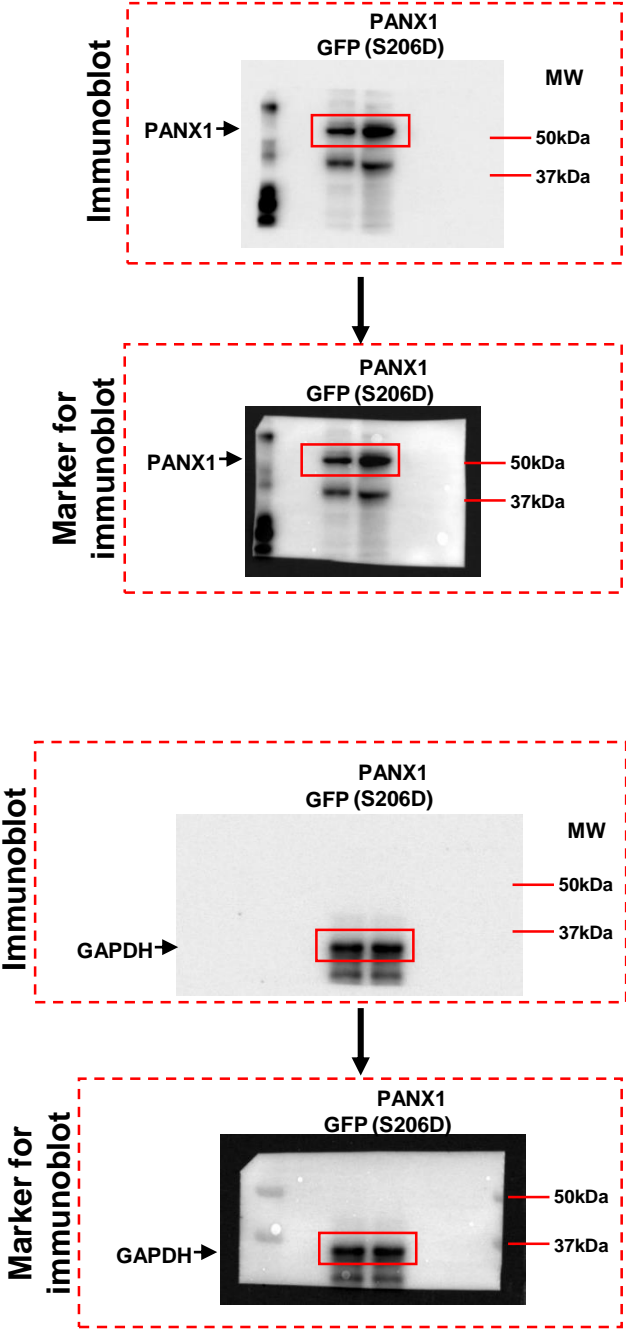 Immunoblot
PANX1
GFP (S206D)
MW
PANX1
50kDa
37kDa
Marker for
immunoblot
PANX1
GFP (S206D)
PANX1
50kDa
37kDa
Immunoblot
PANX1
GFP (S206D)
MW
50kDa
37kDa
GAPDH
Marker for
immunoblot
PANX1
GFP (S206D)
50kDa
37kDa
GAPDH